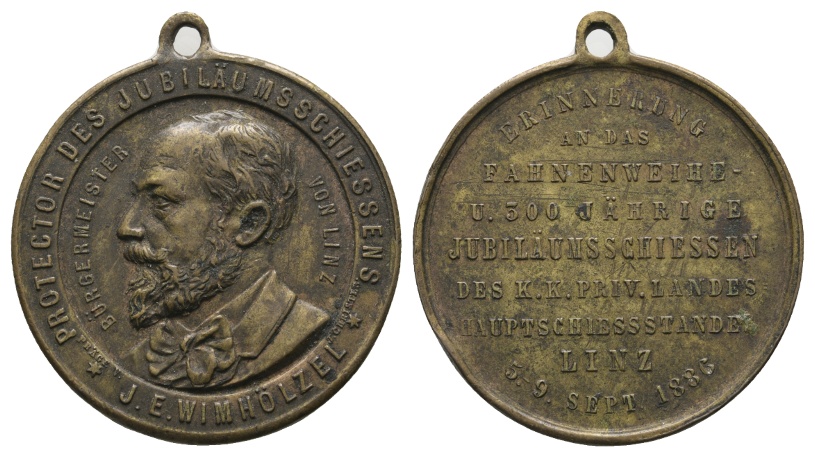 PROTECTOR DES JUBILÄUMSSCHIESSENS
J. E. WIMHÖLZEL
BÜRGERMEISTER
VON LINZ
ERINNERUNG
AN DAS
FAHNENWEIHE-
U. 300 JÄHRIGE
JUBILÄUMSSCHIESSEN
DES K. K. PRIV. LANDES
HAUPTSCHIESSSTANDE
LINZ
5.-9. SEPT. 1886